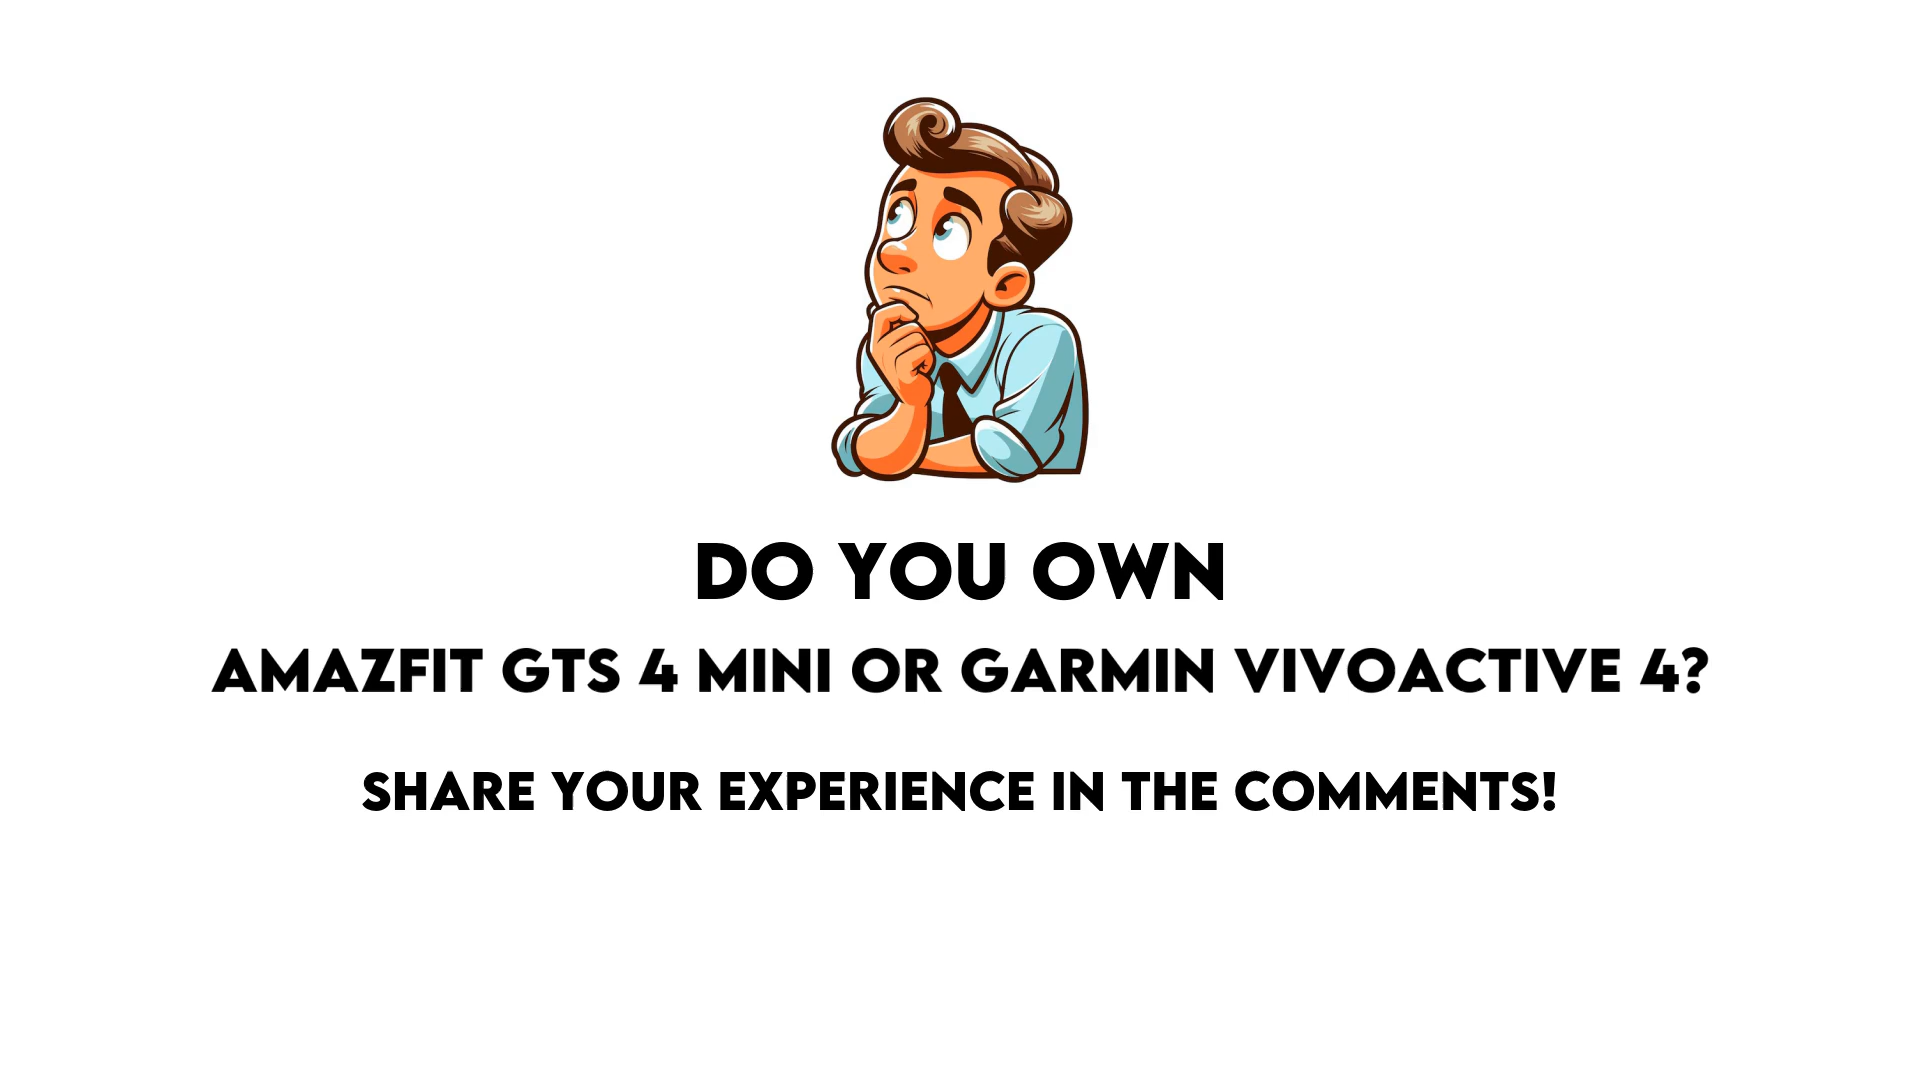 DO YOU OWN
AMAZFIT GTS 4 MINI OR GARMIN VIVOACTIVE 4?
SHARE YOUR EXPERIENCE IN THE COMMENTS!